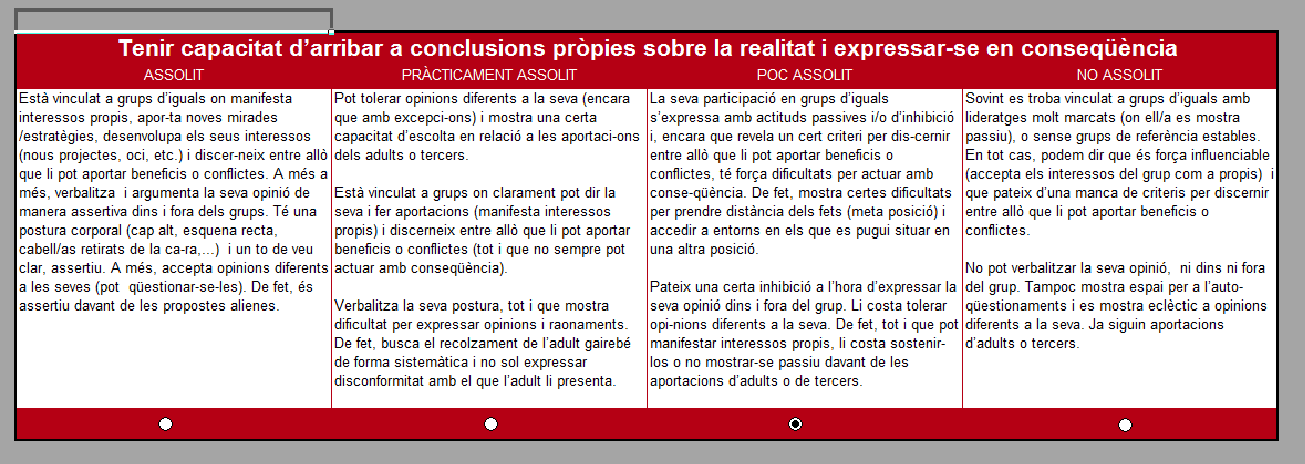 Tenir capacitat d’arribar a conclusions pròpies sobre la realitat i expressar-se en conseqüència
ASSOLIT
PRÀCTICAMENT ASSOLIT
POC ASSOLIT
NO ASSOLIT
Està vinculat a grups d’iguals on manifesta
interessos propis, apor-ta noves mirades
/estratègies, desenvolupa els seus interessos
(nous projectes, oci, etc.) i discer-neix entre allò
que li pot aportar beneficis o conflictes. A més a
més, verbalitza  i argumenta la seva opinió de
manera assertiva dins i fora dels grups. Té una
postura corporal (cap alt, esquena recta,
cabell/as retirats de la ca-ra,...)  i un to de veu
clar, assertiu. A més, accepta opinions diferents
a les seves (pot  qüestionar-se-les). De fet, és
assertiu davant de les propostes alienes.
Pot tolerar opinions diferents a la seva (encara
que amb excepci-ons) i mostra una certa
capacitat d’escolta en relació a les aportaci-ons
dels adults o tercers.
Està vinculat a grups on clarament pot dir la
seva i fer aportacions (manifesta interessos
propis) i discerneix entre allò que li pot aportar
beneficis o conflictes (tot i que no sempre pot
actuar amb conseqüència).
Verbalitza la seva postura, tot i que mostra
dificultat per expressar opinions i raonaments.
De fet, busca el recolzament de l’adult gairebé
de forma sistemàtica i no sol expressar
disconformitat amb el que l’adult li presenta.
La seva participació en grups d’iguals
s’expressa amb actituds passives i/o d’inhibició
i, encara que revela un cert criteri per dis-cernir
entre allò que li pot aportar beneficis o
conflictes, té força dificultats per actuar amb
conse-qüència. De fet, mostra certes dificultats
per prendre distància dels fets (meta posició) i
accedir a entorns en els que es pugui situar en
una altra posició.
Pateix una certa inhibició a l’hora d’expressar la
seva opinió dins i fora del grup. Li costa tolerar
opi-nions diferents a la seva. De fet, tot i que pot
manifestar interessos propis, li costa sostenir-
los o no mostrar-se passiu davant de les
aportacions d’adults o de tercers.
Sovint es troba vinculat a grups d’iguals amb
lideratges molt marcats (on ell/a es mostra
passiu), o sense grups de referència estables.
En tot cas, podem dir que és força influenciable
(accepta els interessos del grup com a propis)  i
que pateix d’una manca de criteris per discernir
entre allò que li pot aportar beneficis o
conflictes.
No pot verbalitzar la seva opinió,  ni dins ni fora
del grup. Tampoc mostra espai per a l’auto-
qüestionaments i es mostra eclèctic a opinions
diferents a la seva. Ja siguin aportacions
d’adults o tercers.